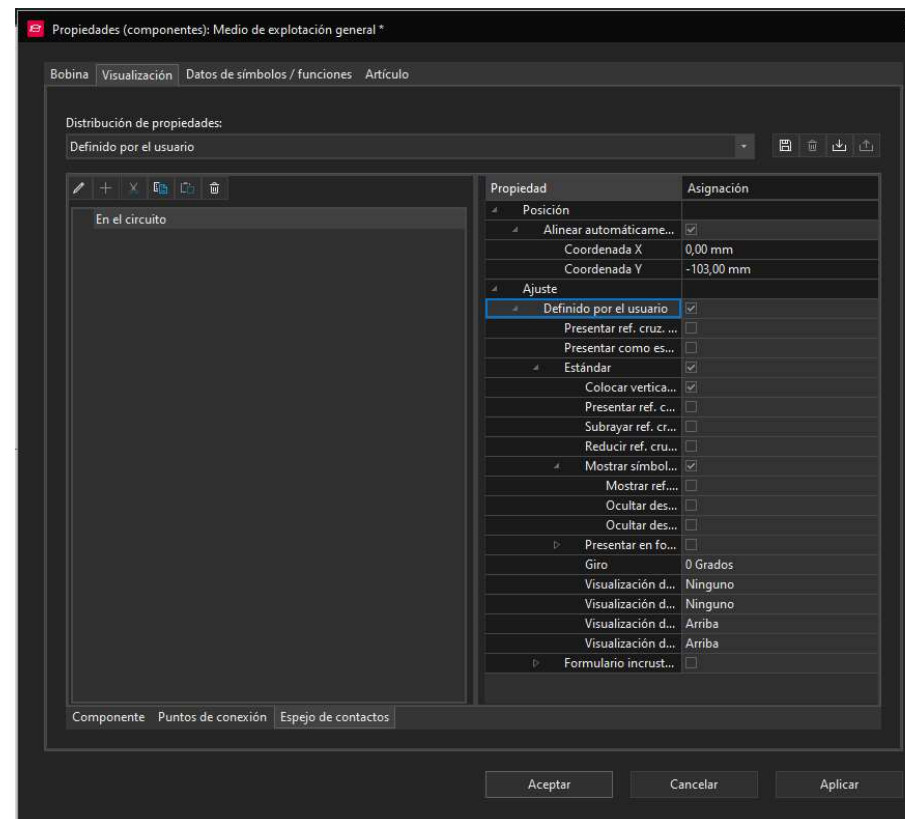 Propiedades (componentes): Medio de explotación general *
Bobina Visualización Datos de símbolos / funciones Artículo
Distribución de propiedades:
Definido por el usuario
En el circuito
Propiedad Asignación
Posición
Alinear automáticame...
Coordenada X 0,00 mm
Coordenada Y -103,00 mm
Ajuste
Definido por el usuario
Presentar ref. cruz. ...
Presentar como es...
Estándar
Colocar vertica...
Presentar ref. c...
Subrayar ref. cr...
Reducir ref. cru...
Mostrar símbol...
Mostrar ref....
Ocultar des...
Ocultar des...
Presentar en fo...
Giro 0 Grados
Visualización d... Ninguno
Visualización d... Ninguno
Visualización d... Arriba
Visualización d... Arriba
Formulario incrust...
Componente Puntos de conexión Espejo de contactos
Aceptar Cancelar Aplicar